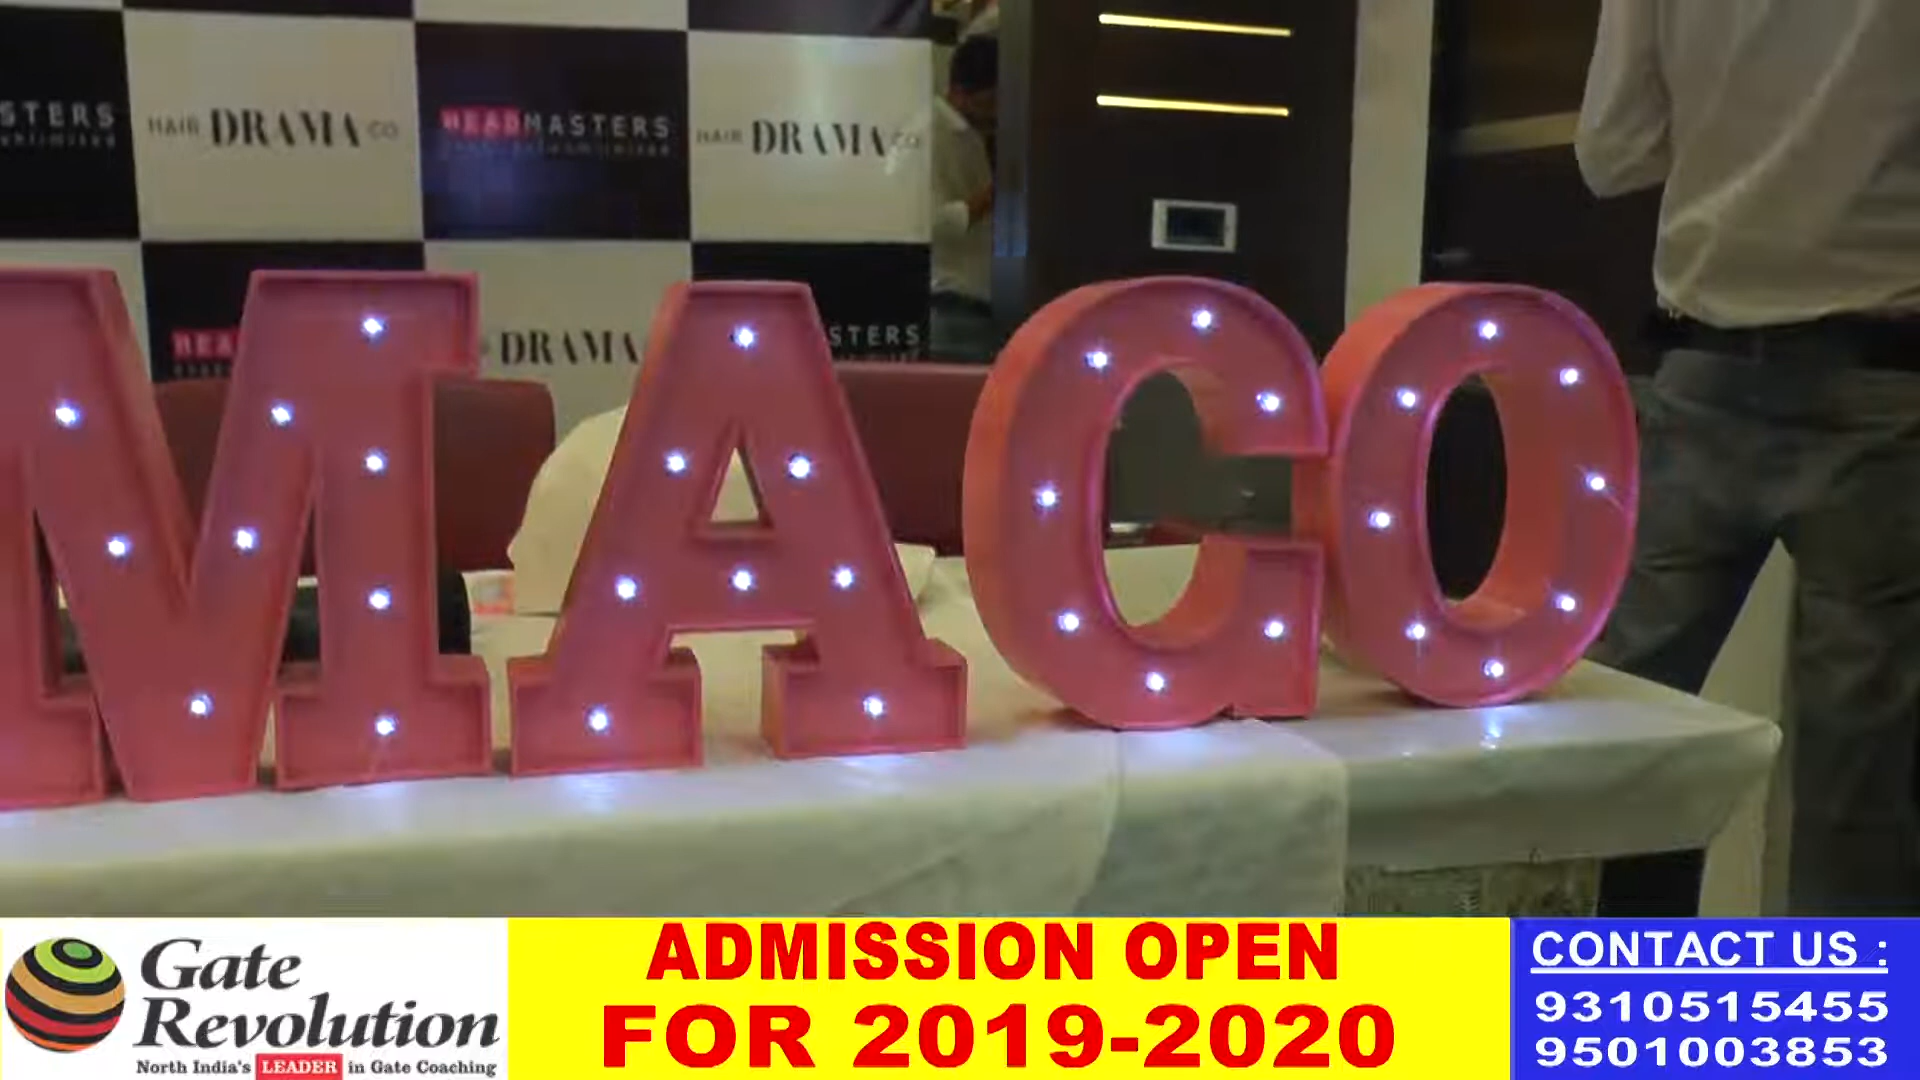 STERS
HAIR DRAMA CO
HEADMASTERS
HAIR DRAMA CO
DRAMA
STERS
MACO
Gate
Revolution
North India's LEADER in Gate Coaching
ADMISSION OPEN
FOR 2019-2020
CONTACT US :
9310515455
9501003853